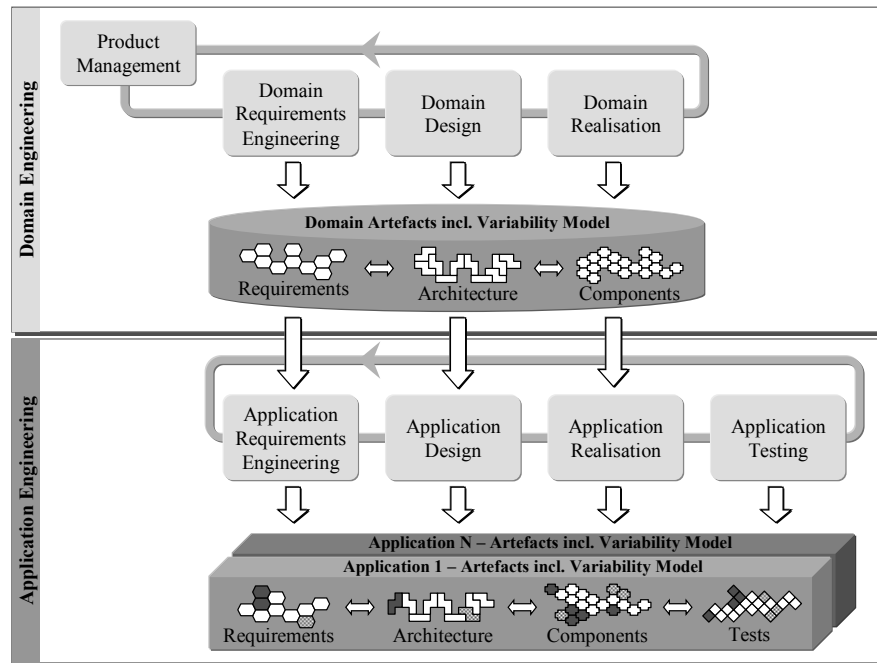 Domain Engineering
Product
Management
Domain
Requirements
Engineering
Domain
Design
Domain
Realisation
Domain Artefacts incl. Variability Model
Requirements
Architecture
Components
Application Engineering
Application
Requirements
Engineering
Application
Design
Application
Realisation
Application
Testing
Application N – Artefacts incl. Variability Model
Application 1 – Artefacts incl. Variability Model
Requirements
Architecture
Components
Tests